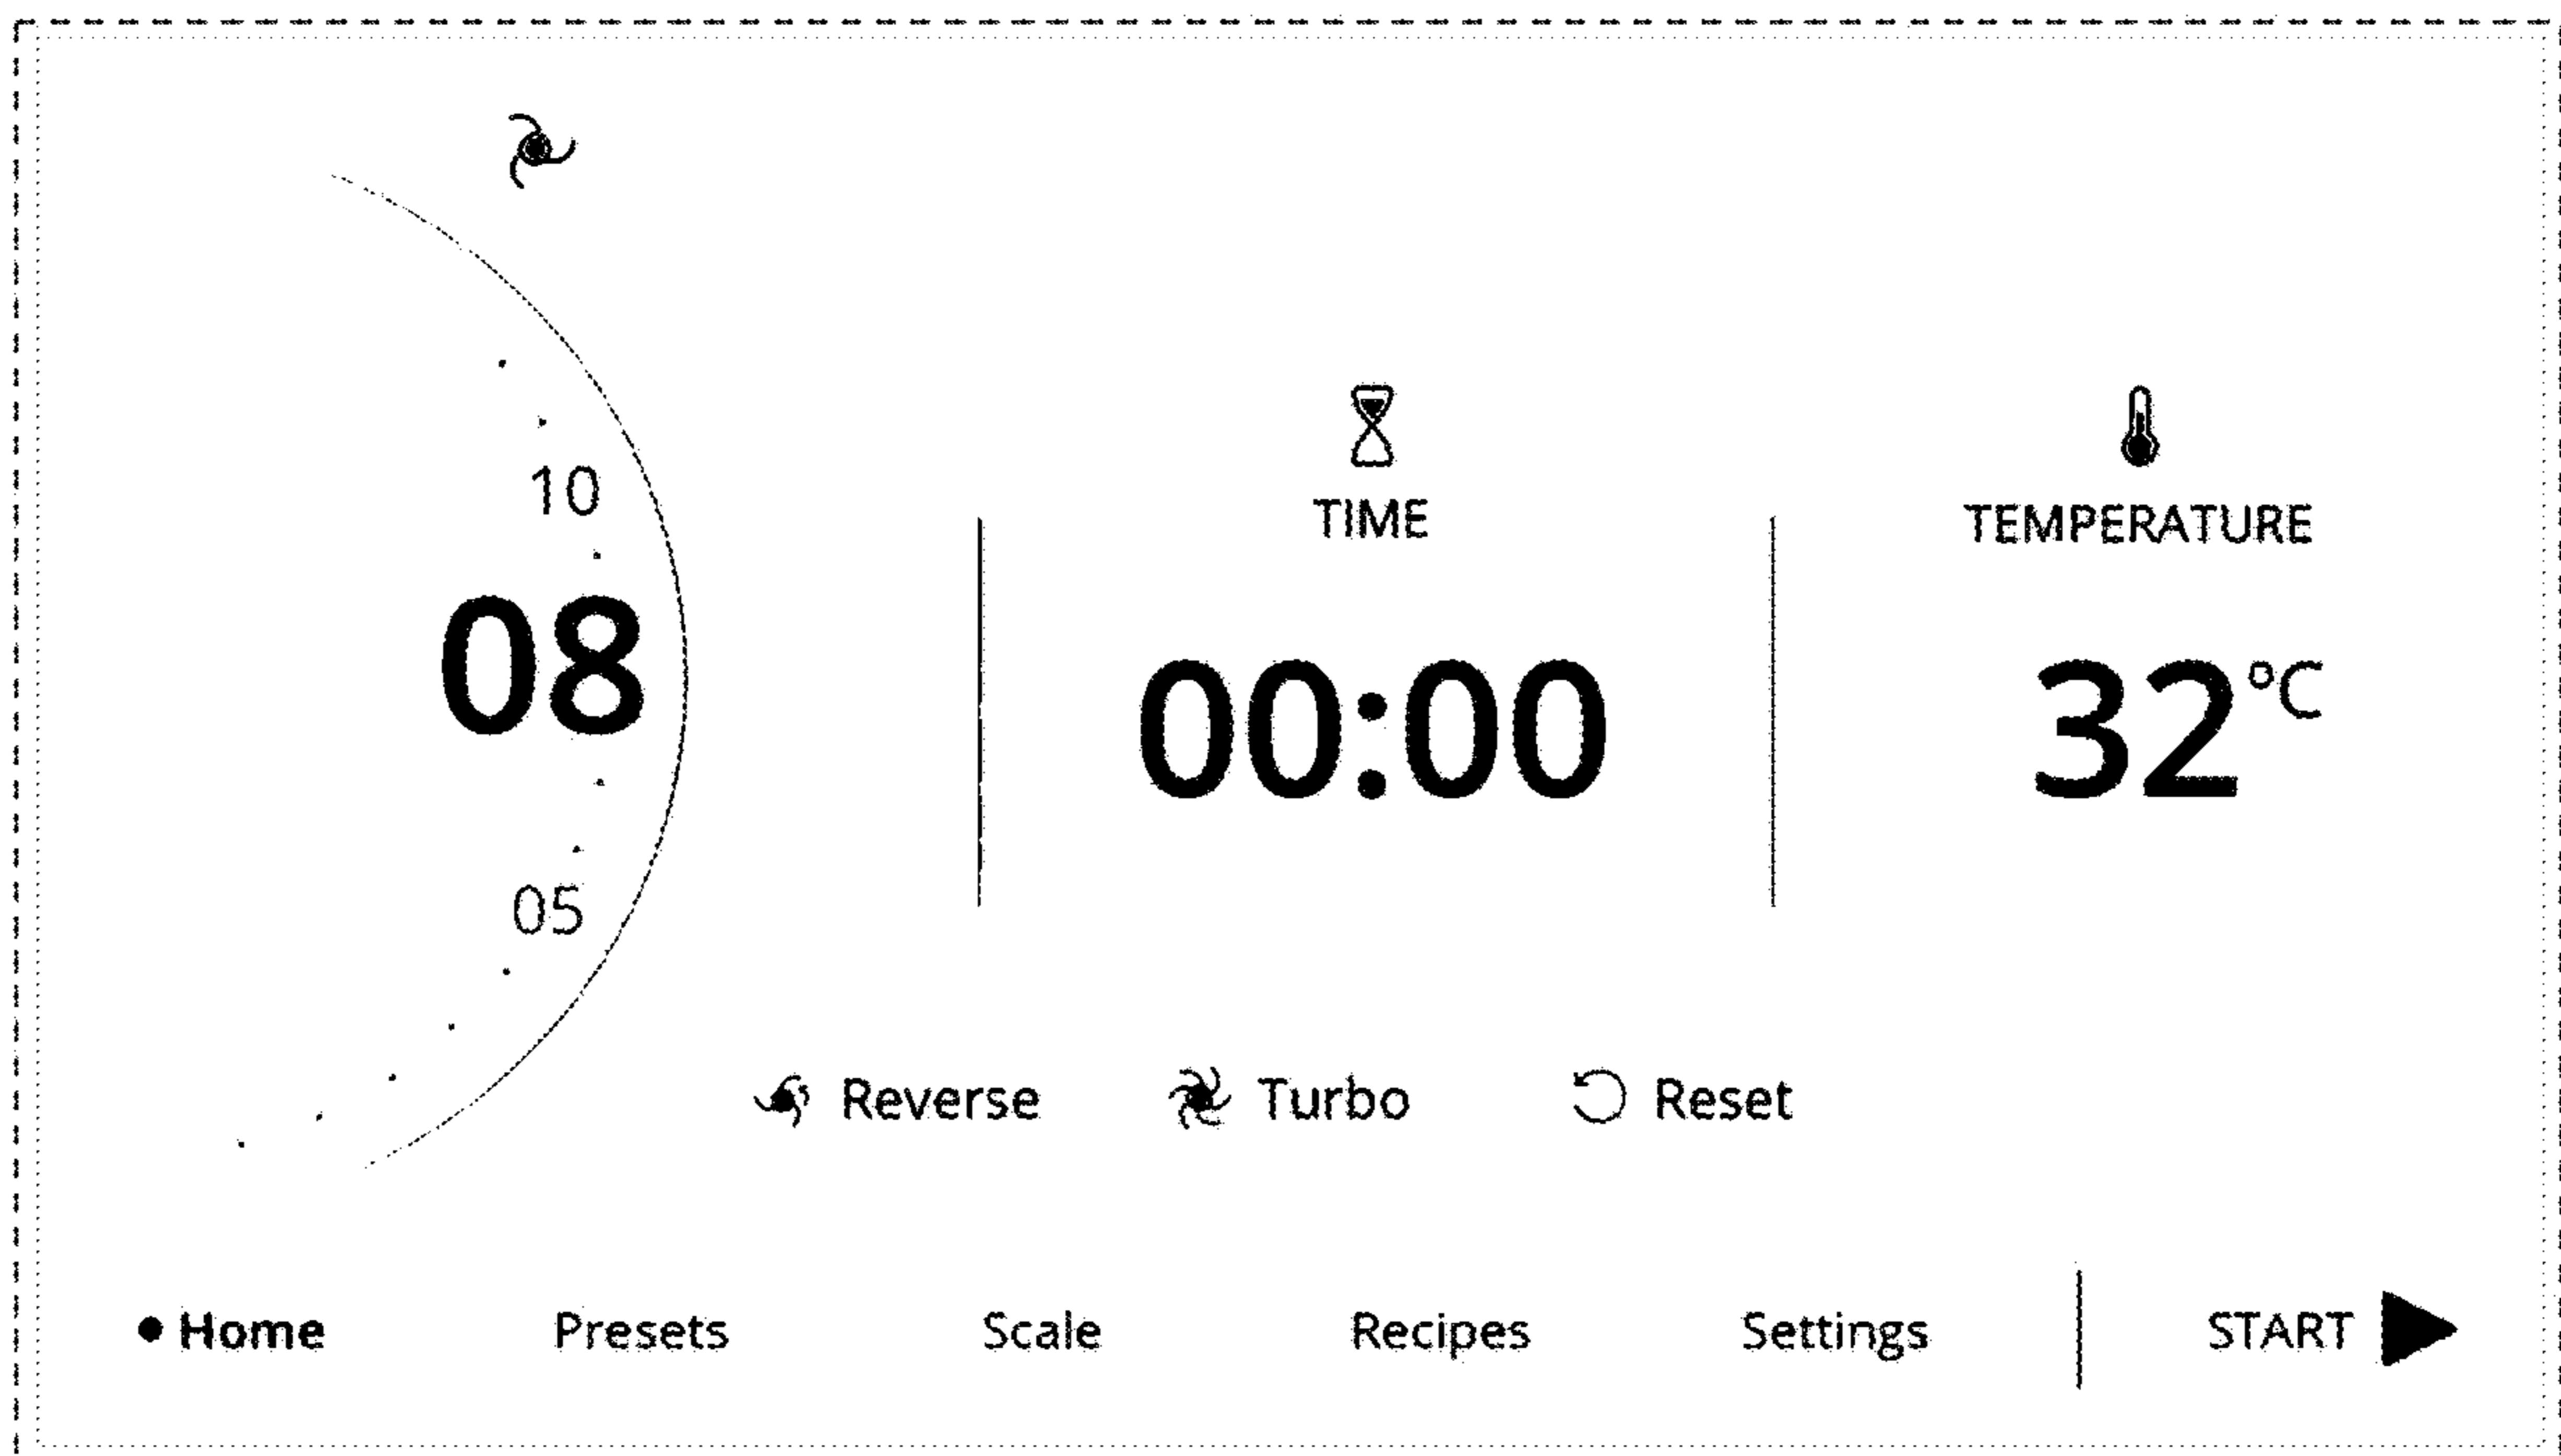 10
08
05
TIME
00:00
TEMPERATURE
32°C
Reverse
Turbo
Reset
Home
Presets
Scale
Recipes
Settings
START